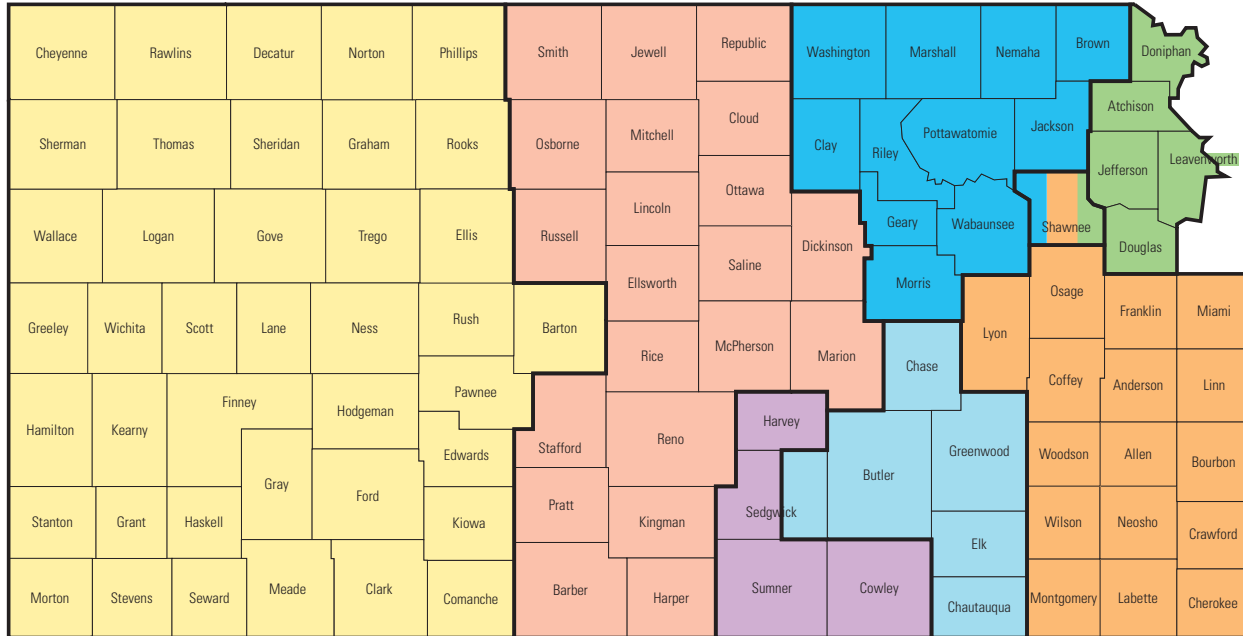 Cheyenne
Rawlins
Decatur
Norton
Phillips
Smith
Jewell
Republic
Washington
Marshall
Nemaha
Brown
Doniphan
Sherman
Thomas
Sheridan
Graham
Rooks
Osborne
Mitchell
Cloud
Clay
Riley
Pottawatomie
Jackson
Atchison
Jefferson
Leavenworth
Wallace
Logan
Gove
Trego
Ellis
Russell
Lincoln
Ottawa
Saline
Dickinson
Geary
Wabaunsee
Shawnee
Douglas
Greeley
Wichita
Scott
Lane
Ness
Rush
Barton
Ellsworth
Rice
McPherson
Marion
Morris
Chase
Lyon
Osage
Franklin
Miami
Hamilton
Kearny
Finney
Hodgeman
Pawnee
Edwards
Stafford
Reno
Harvey
Butler
Greenwood
Coffey
Anderson
Linn
Woodson
Allen
Bourbon
Stanton
Grant
Haskell
Gray
Ford
Kiowa
Pratt
Kingman
Sedgwick
Elk
Wilson
Neosho
Crawford
Morton
Stevens
Seward
Meade
Clark
Comanche
Barber
Harper
Sumner
Cowley
Chautauqua
Montgomery
Labette
Cherokee